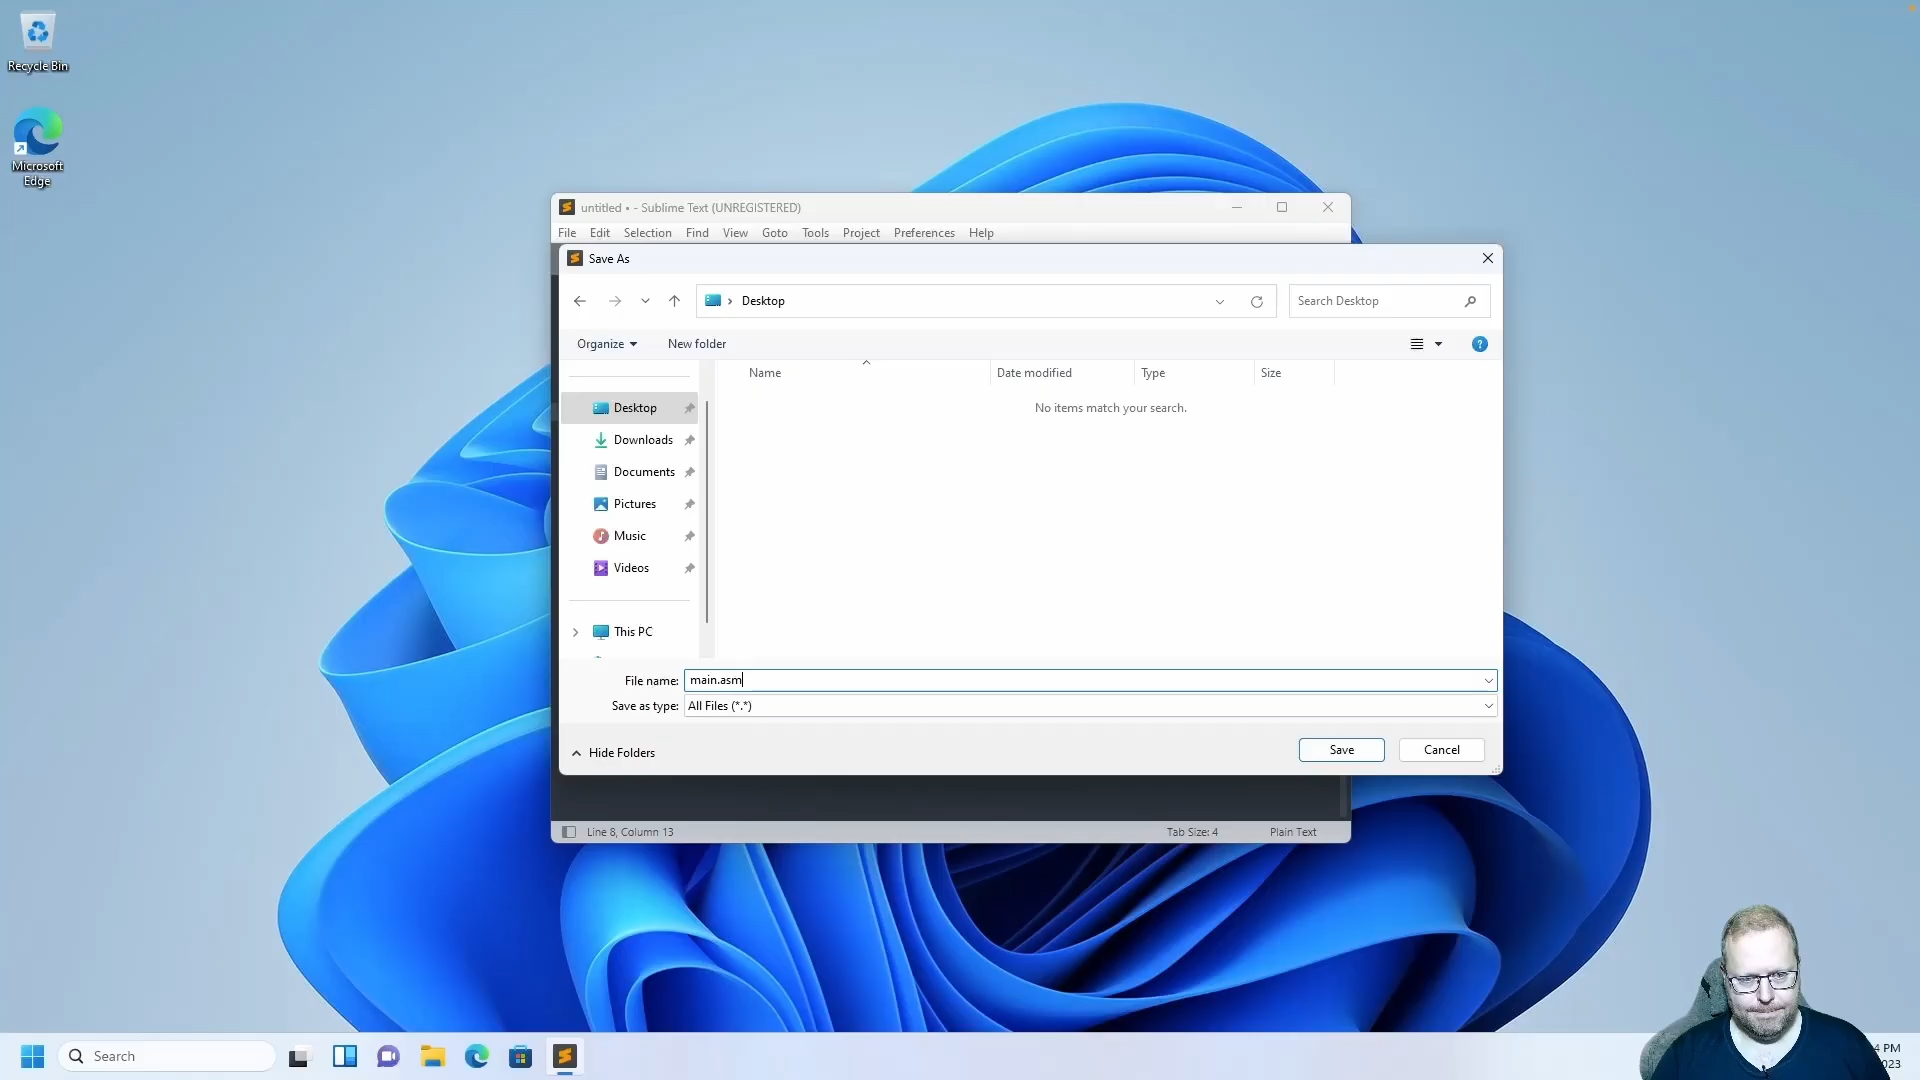 Recycle Bin
Microsoft
Edge
untitled • - Sublime Text (UNREGISTERED)
File Edit Selection Find View Goto Tools Project Preferences Help
Save As
Desktop
Search Desktop
Organize New folder
Name Date modified Type Size
No items match your search.
Desktop
Downloads
Documents
Pictures
Music
Videos
This PC
File name: main.asm
Save as type: All Files (*.*)
Hide Folders Save Cancel
Line 8, Column 13 Tab Size: 4 Plain Text
Search
4 PM
023